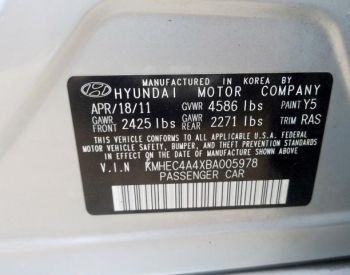 MANUFACTURED IN KOREA BY
HYUNDAI MOTOR COMPANY
APR/18/11 GVWR 4586 lbs PAINT Y5
GAWR FRONT 2425 lbs GAWR REAR 2271 lbs TRIM RAS
THIS VEHICLE CONFORMS TO ALL APPLICABLE
U.S. FEDERAL MOTOR VEHICLE SAFETY,
BUMPER, AND THEFT PREVENTION STANDARDS IN
EFFECT ON THE DATE OF MANUFACTURE SHOWN ABOVE.
V.I.N KMHEC4A4XBA005978
PASSENGER CAR